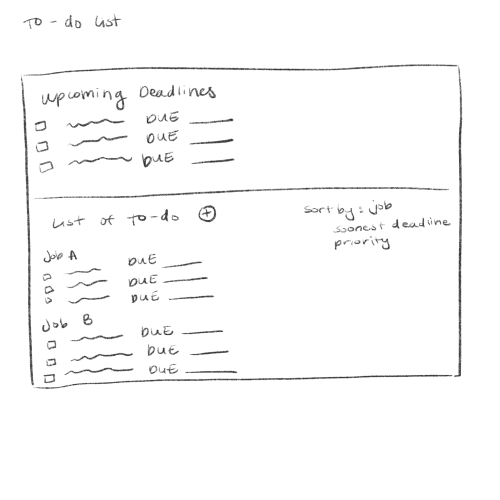 To-do list
Upcoming Deadlines
DUE
DUE
DUE
List of To-do +
sort by: job
soonest deadline
priority
Job A
DUE
DUE
DUE
Job B
DUE
DUE
DUE